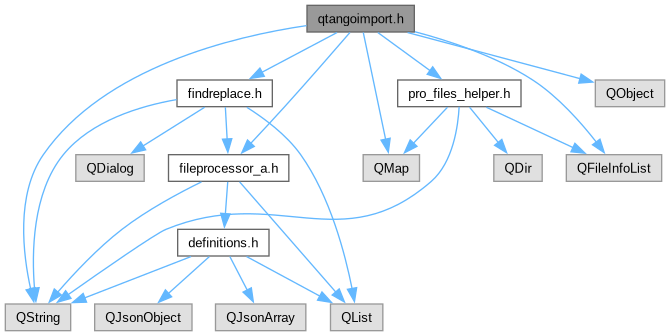 qtangoimport.h
findreplace.h
pro_files_helper.h
QObject
QDialog
fileprocessor_a.h
QMap
QDir
QFileInfoList
definitions.h
QString
QJsonObject
QJsonArray
QList